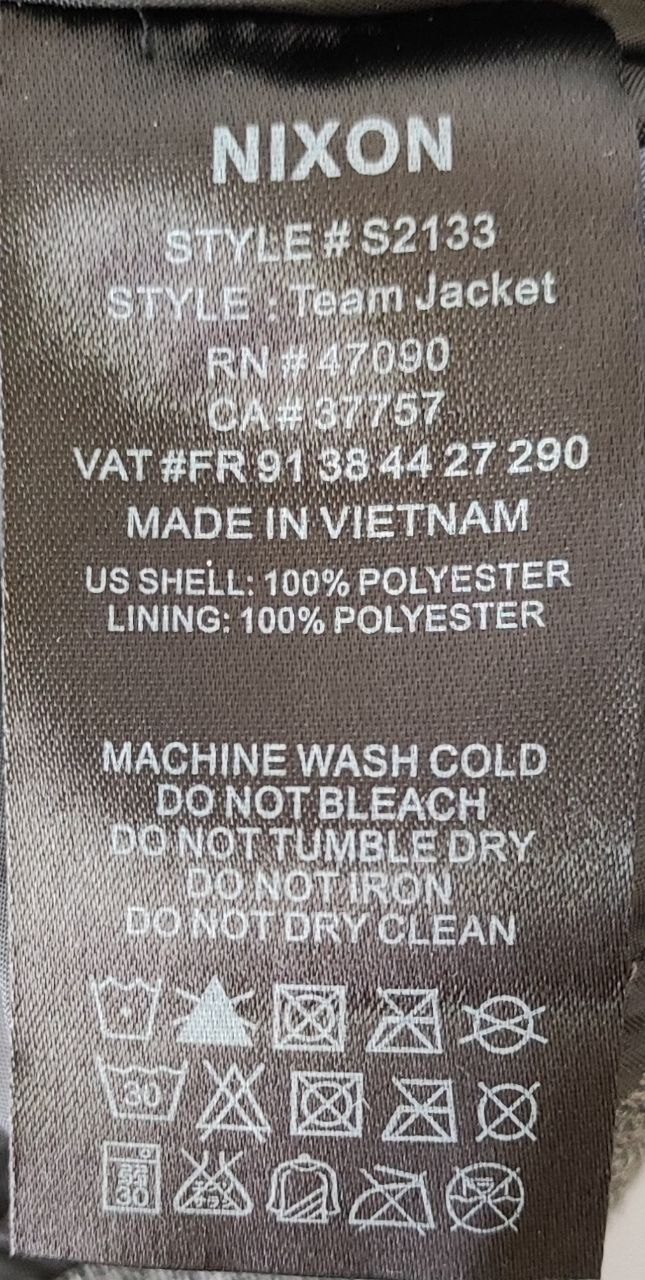 NIXON
STYLE # S2133
STYLE : Team Jacket
RN # 47090
CA # 37757
VAT #FR 91 38 44 27 290
MADE IN VIETNAM
US SHELL: 100% POLYESTER
LINING: 100% POLYESTER
MACHINE WASH COLD
DO NOT BLEACH
DO NOT TUMBLE DRY
DO NOT IRON
DO NOT DRY CLEAN
30
30